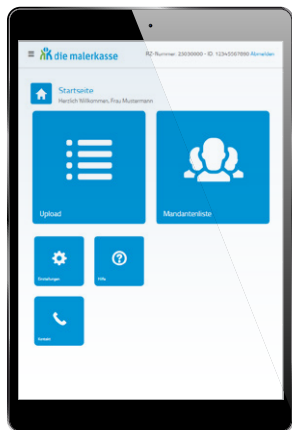 die malerkasse
Abmelden
Startseite
Herzlich Willkommen, Frau Mustermann
Upload
Mandantenliste
Einstellungen
Hilfe
Kontakt